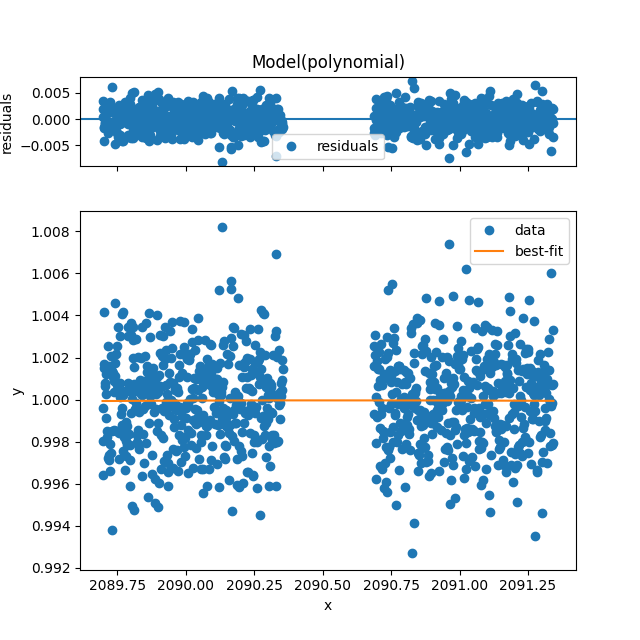 Model(polynomial)
residuals
0.005
0.000
−0.005
residuals
y
1.008
1.006
1.004
1.002
1.000
0.998
0.996
0.994
0.992
data
best-fit
2089.75 2090.00 2090.25 2090.50 2090.75 2091.00 2091.25
x